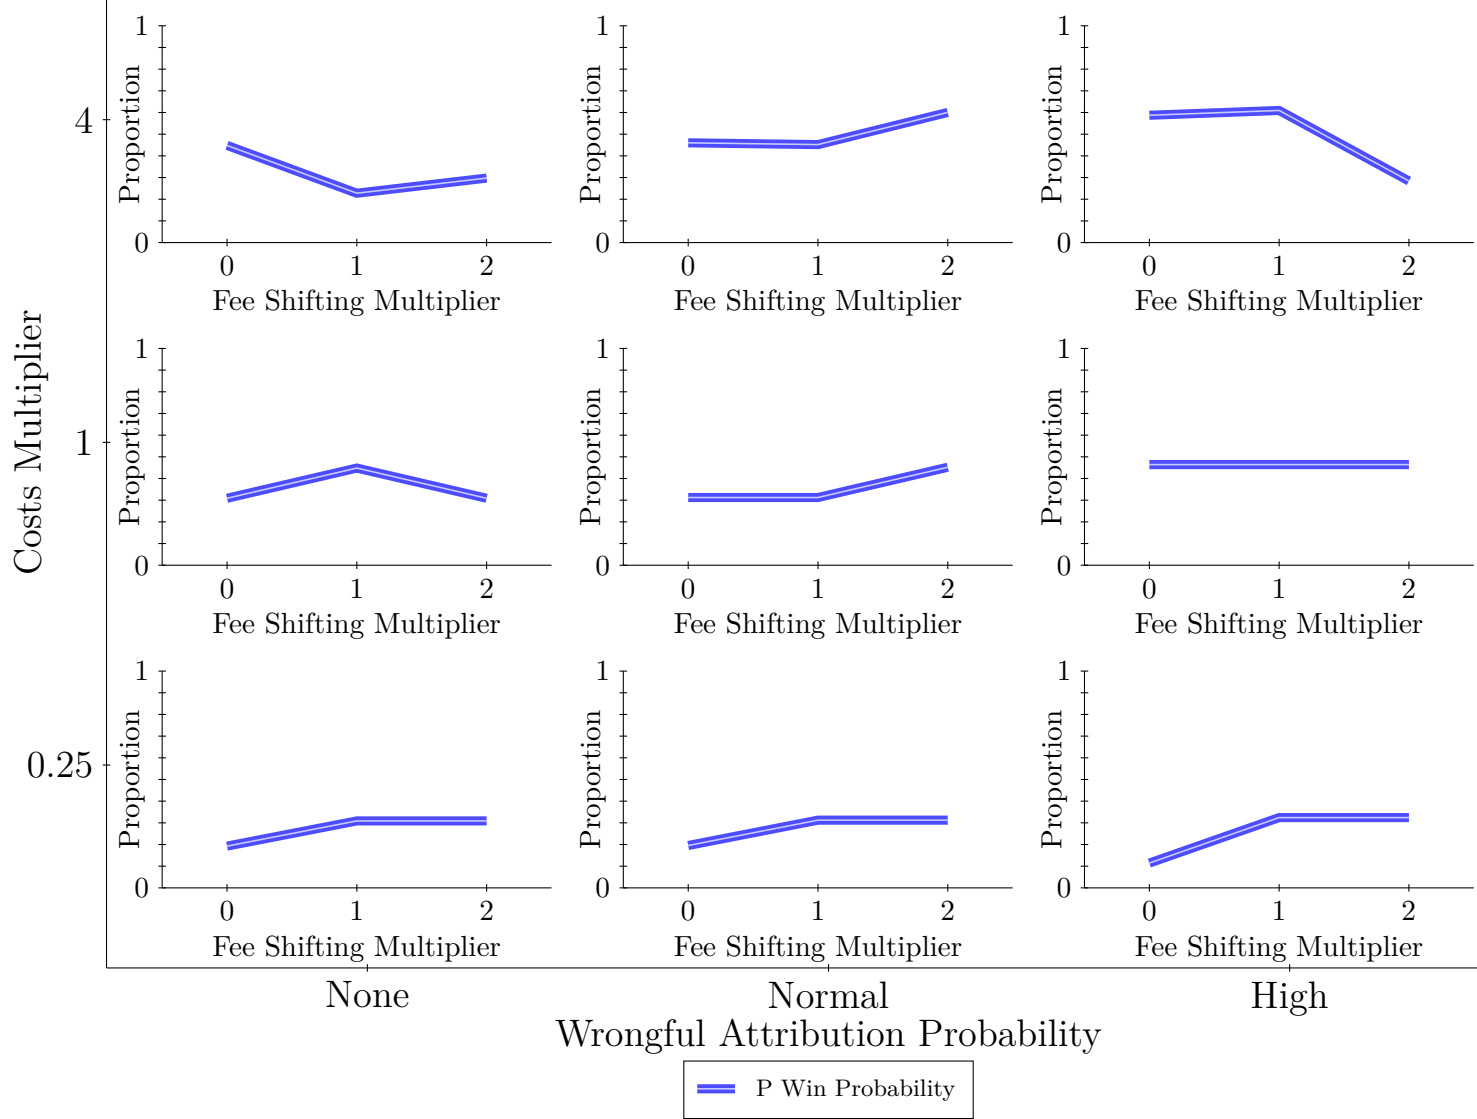 1
Proportion
0
0 1 2
Fee Shifting Multiplier
1
Proportion
0
0 1 2
Fee Shifting Multiplier
1
Proportion
0
0 1 2
Fee Shifting Multiplier
4
1
Proportion
0
0 1 2
Fee Shifting Multiplier
1
Proportion
0
0 1 2
Fee Shifting Multiplier
1
Proportion
0
0 1 2
Fee Shifting Multiplier
Costs Multiplier
1
1
Proportion
0
0 1 2
Fee Shifting Multiplier
1
Proportion
0
0 1 2
Fee Shifting Multiplier
1
Proportion
0
0 1 2
Fee Shifting Multiplier
0.25
None Normal High
Wrongful Attribution Probability
P Win Probability